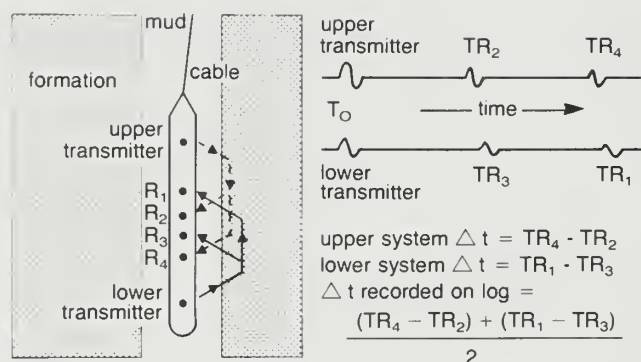 mud
cable
formation
upper
transmitter
R₁
R₂
R₃
R₄
lower
transmitter
upper
transmitter
TR₂
TR₄
T₀
time
lower
transmitter
TR₃
TR₁
upper system △ t = TR₄ - TR₂
lower system △ t = TR₁ - TR₃
△ t recorded on log =
(TR₄ − TR₂) + (TR₁ − TR₃)
2